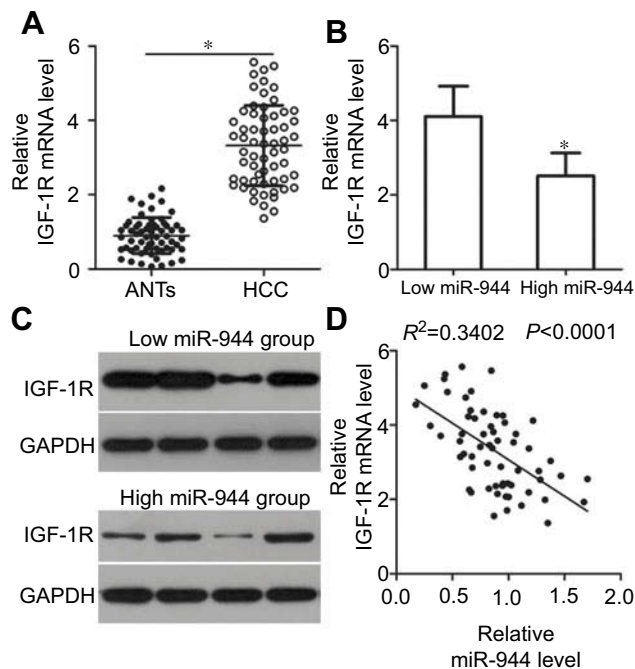 A
*
Relative
IGF-1R mRNA level
6
4
2
0
ANTs
HCC
B
Relative
IGF-1R mRNA level
6
4
2
0
*
Low miR-944
High miR-944
C
Low miR-944 group
IGF-1R
GAPDH
High miR-944 group
IGF-1R
GAPDH
D
R²=0.3402
P<0.0001
Relative
IGF-1R mRNA level
6
4
2
0
0.0
0.5
1.0
1.5
2.0
Relative
miR-944 level